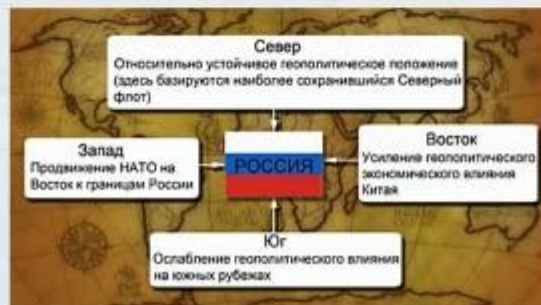 Север
Относительно устойчивое геополитическое положение
(здесь базируются наиболее сохранившийся Северный
флот)
Запад
Продвижение НАТО на
Восток к границам России
РОССИЯ
Восток
Усиление геополитического
экономического влияния
Китая
Юг
Ослабление геополитического влияния
на южных рубежах